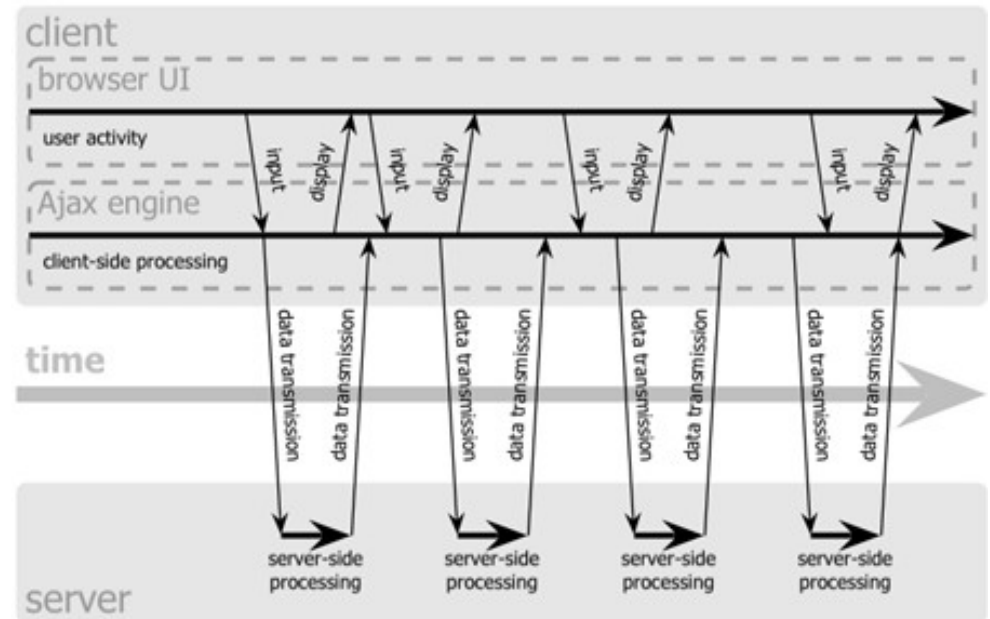 client
browser UI
user activity
input
display
input
display
input
display
input
display
Ajax engine
client-side processing
data transmission
data transmission
data transmission
data transmission
data transmission
data transmission
data transmission
data transmission
time
server-side
processing
server-side
processing
server-side
processing
server-side
processing
server